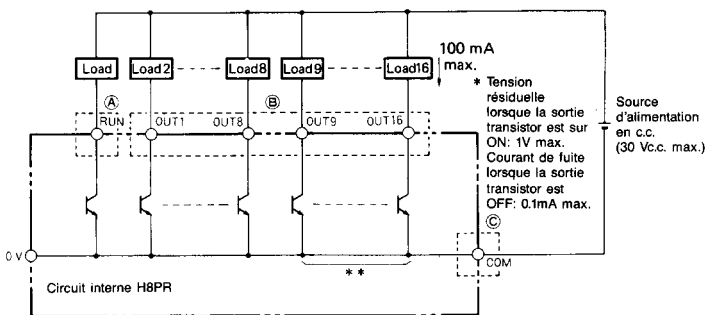 Load
Load2
Load8
Load9
Load16
100 mA
max.
* Tension
résiduelle
lorsque la sortie
transistor est sur
ON: 1V max.
Courant de fuite
lorsque la sortie
transistor est
OFF: 0.1mA max.
Source
d'alimentation
en c.c.
(30 Vc.c. max.)
A
B
RUN
OUT1
OUT8
OUT9
OUT16
C
0 V
COM
**
Circuit interne H8PR